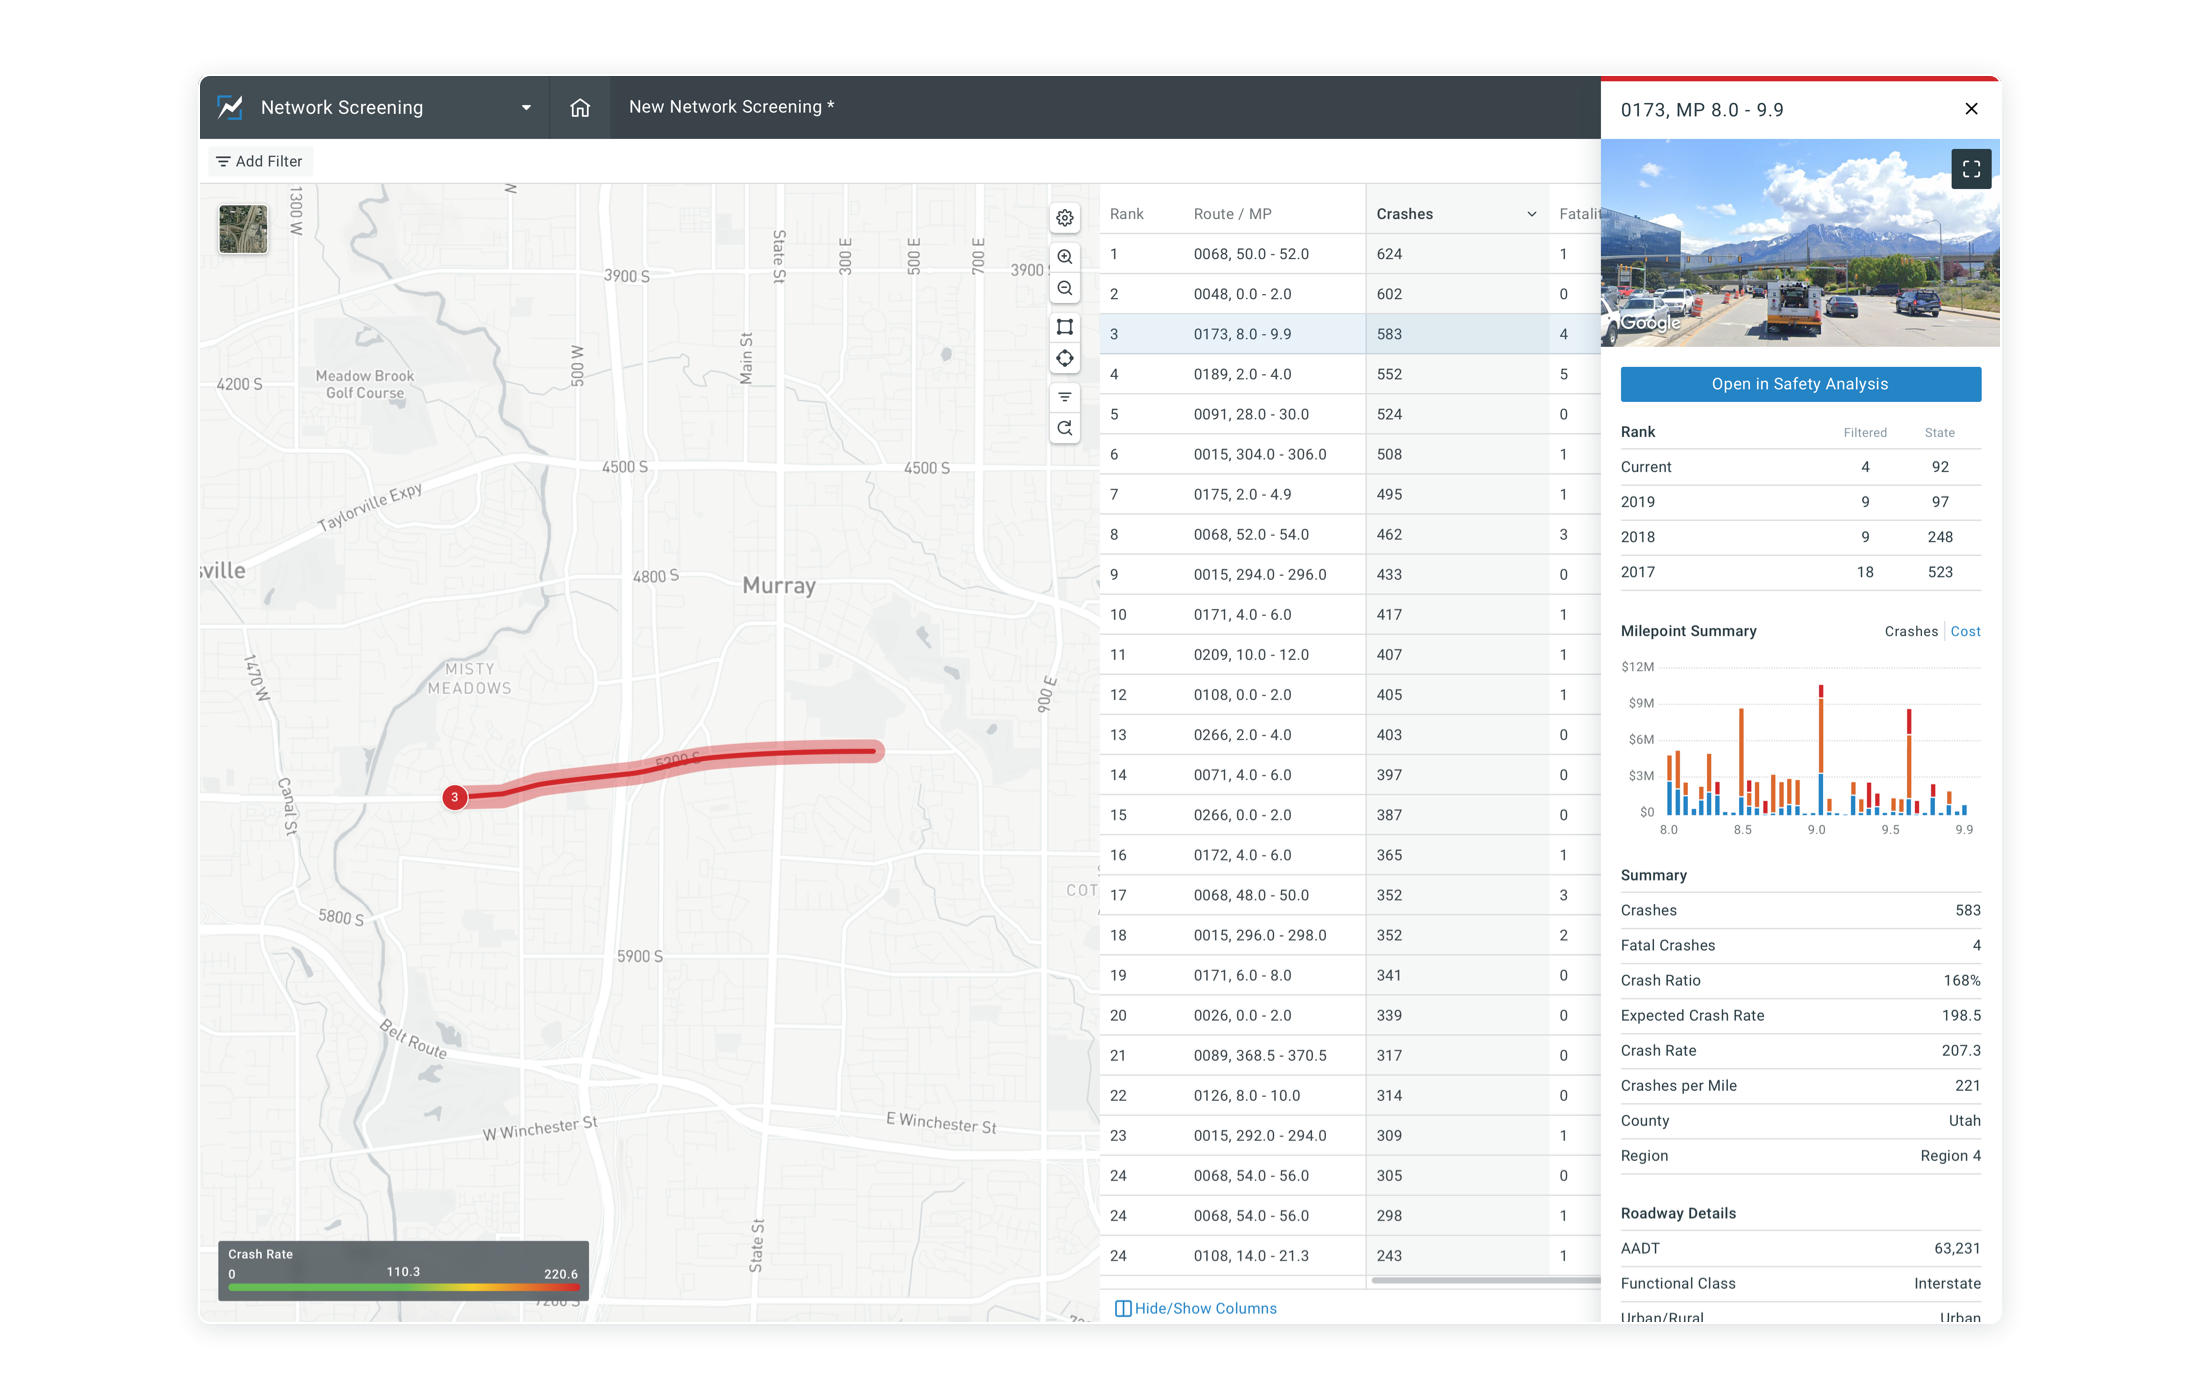 Network Screening
New Network Screening *
0173, MP 8.0 - 9.9
Add Filter
1300 W
W
3900 S
State St
300 E
500 E
700 E
3900
Meadow Brook
Golf Course
4200 S
500 W
Main St
4500 S
4500 S
Taylorville Expy
sville
4800 S
Murray
MISTY
MEADOWS
1470 W
900 E
5200 S
3
Canal St
5800 S
COT
5900 S
Belt Route
W Winchester St
E Winchester St
State St
7200 S
Crash Rate
0 110.3 220.6
Rank Route / MP Crashes Fatalit
1 0068, 50.0 - 52.0 624 1
2 0048, 0.0 - 2.0 602 0
3 0173, 8.0 - 9.9 583 4
4 0189, 2.0 - 4.0 552 5
5 0091, 28.0 - 30.0 524 0
6 0015, 304.0 - 306.0 508 1
7 0175, 2.0 - 4.9 495 1
8 0068, 52.0 - 54.0 462 3
9 0015, 294.0 - 296.0 433 0
10 0171, 4.0 - 6.0 417 1
11 0209, 10.0 - 12.0 407 1
12 0108, 0.0 - 2.0 405 1
13 0266, 2.0 - 4.0 403 0
14 0071, 4.0 - 6.0 397 0
15 0266, 0.0 - 2.0 387 0
16 0172, 4.0 - 6.0 365 1
17 0068, 48.0 - 50.0 352 3
18 0015, 296.0 - 298.0 352 2
19 0171, 6.0 - 8.0 341 0
20 0026, 0.0 - 2.0 339 0
21 0089, 368.5 - 370.5 317 0
22 0126, 8.0 - 10.0 314 0
23 0015, 292.0 - 294.0 309 1
24 0068, 54.0 - 56.0 305 0
24 0068, 54.0 - 56.0 298 1
24 0108, 14.0 - 21.3 243 1
Hide/Show Columns
Google
Open in Safety Analysis
Rank Filtered State
Current 4 92
2019 9 97
2018 9 248
2017 18 523
Milepoint Summary Crashes Cost
$12M
$9M
$6M
$3M
$0
8.0 8.5 9.0 9.5 9.9
Summary
Crashes 583
Fatal Crashes 4
Crash Ratio 168%
Expected Crash Rate 198.5
Crash Rate 207.3
Crashes per Mile 221
County Utah
Region Region 4
Roadway Details
AADT 63,231
Functional Class Interstate
Urban/Rural Urban